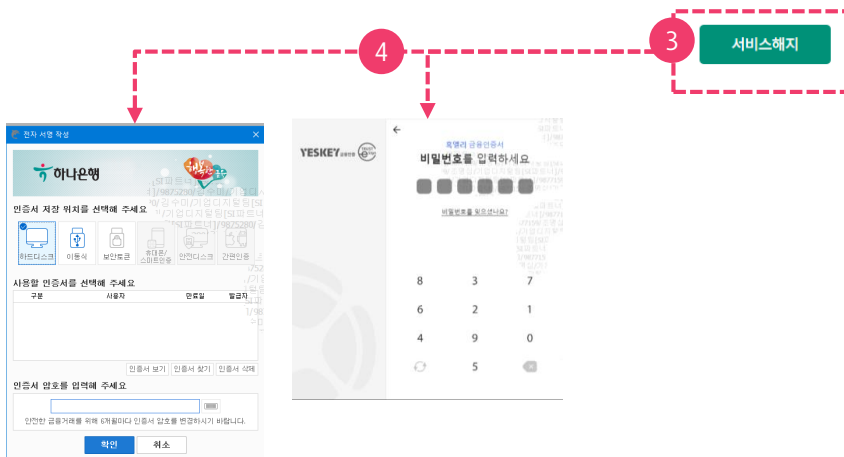 3
서비스해지
4
전자 서명 작성
하나은행
인증서 저장 위치를 선택해 주세요
하드디스크
이동식
보안토큰
휴대폰/
스마트인증
안전디스크
간편인증
사용할 인증서를 선택해 주세요
구분 사용자 만료일 발급자
인증서 보기 인증서 찾기 인증서 삭제
인증서 암호를 입력해 주세요
안전한 금융거래를 위해 6개월마다 인증서 암호를 변경하시기 바랍니다.
확인 취소
YESKEY
금융인증서
비밀번호를 입력하세요
비밀번호를 잊으셨나요?
8 3 7
6 2 1
4 9 0
5